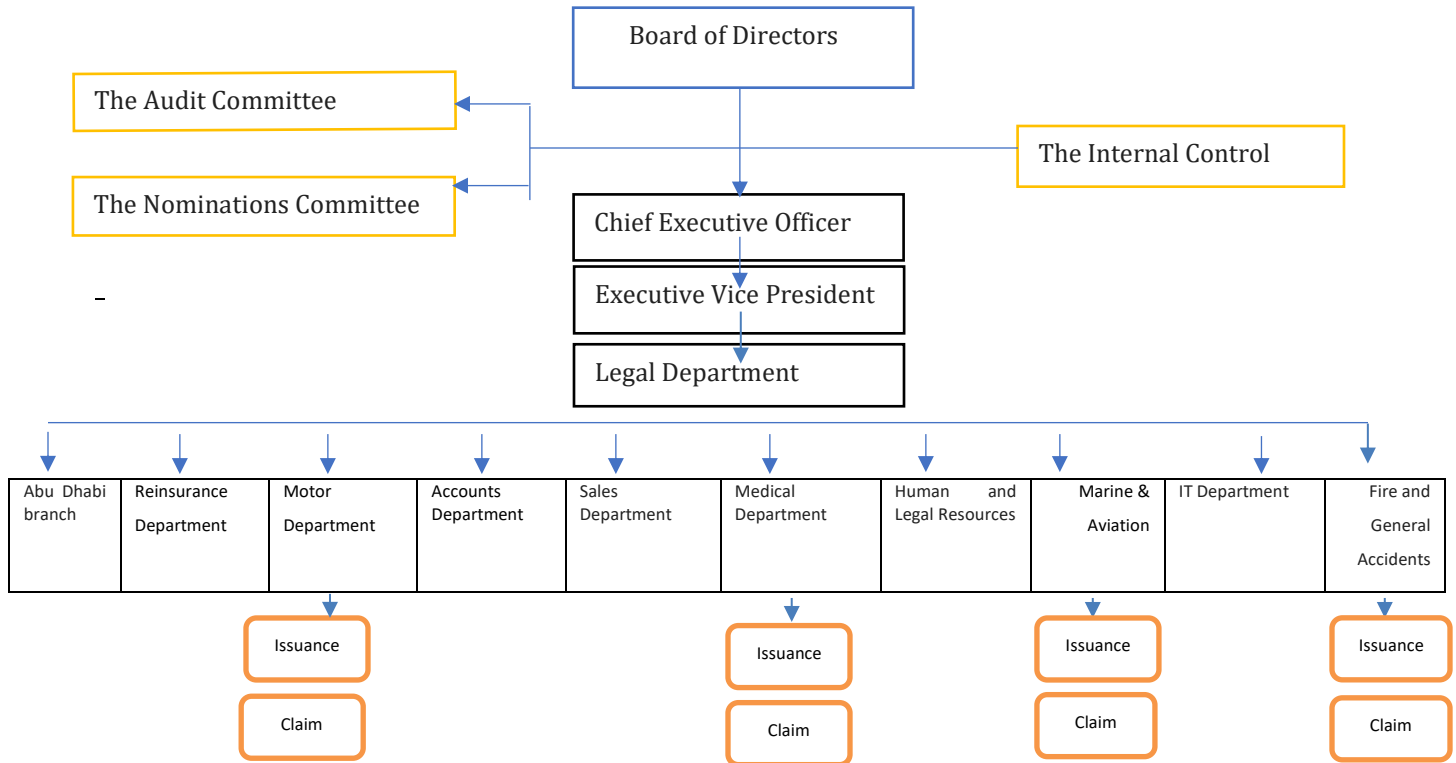 Board of Directors
The Audit Committee
The Internal Control
The Nominations Committee
Chief Executive Officer
Executive Vice President
Legal Department
Abu Dhabi
branch
Reinsurance
Department
Motor
Department
Accounts
Department
Sales
Department
Medical
Department
Human and
Legal Resources
Marine &
Aviation
IT Department
Fire and
General
Accidents
Issuance
Claim
Issuance
Claim
Issuance
Claim
Issuance
Claim